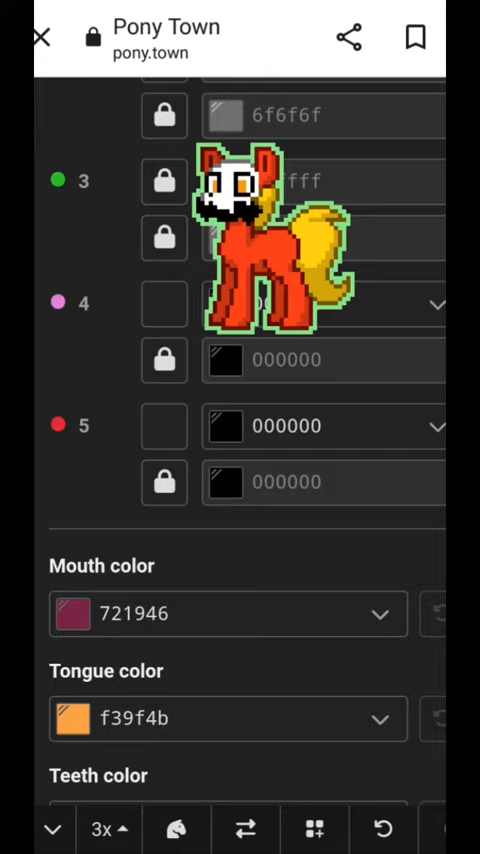 Pony Town
pony.town
6f6f6f
3
4
000000
5
000000
000000
Mouth color
721946
Tongue color
f39f4b
Teeth color
3x